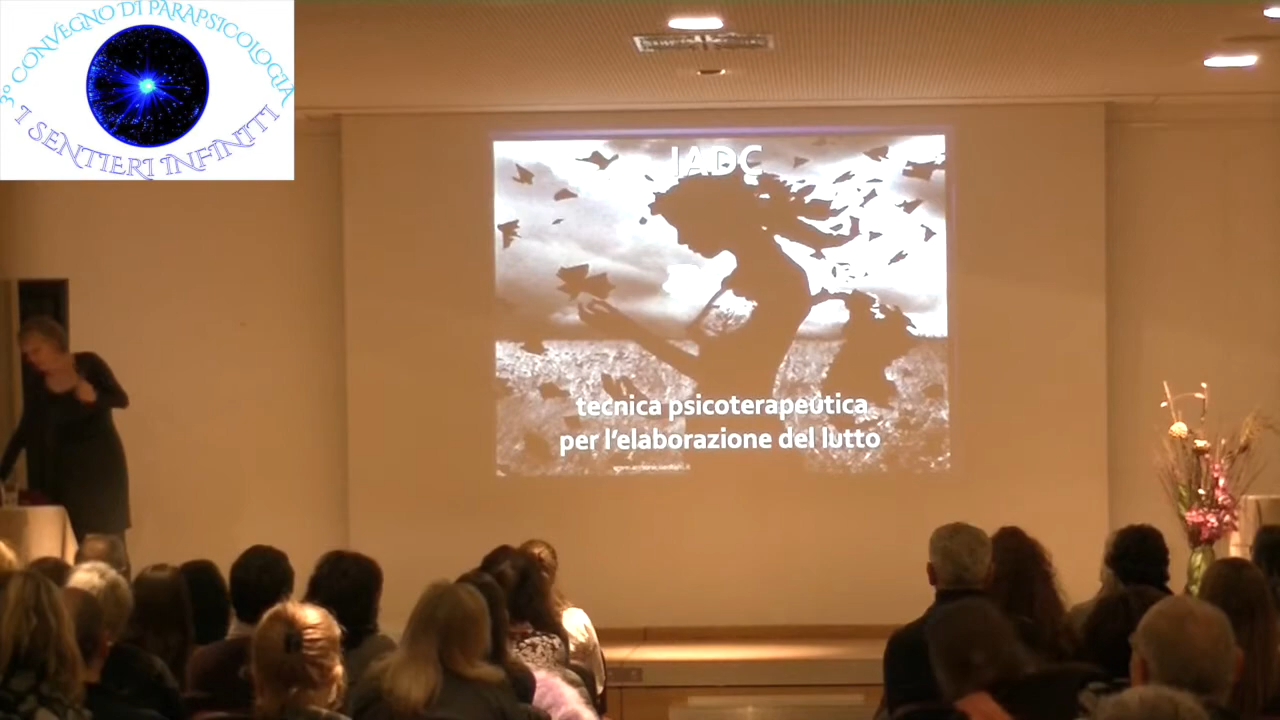 3° CONVEGNO DI PARAPSICOLOGIA
I SENTIERI INFINITI
IADC
tecnica psicoterapeutica
per l'elaborazione del lutto